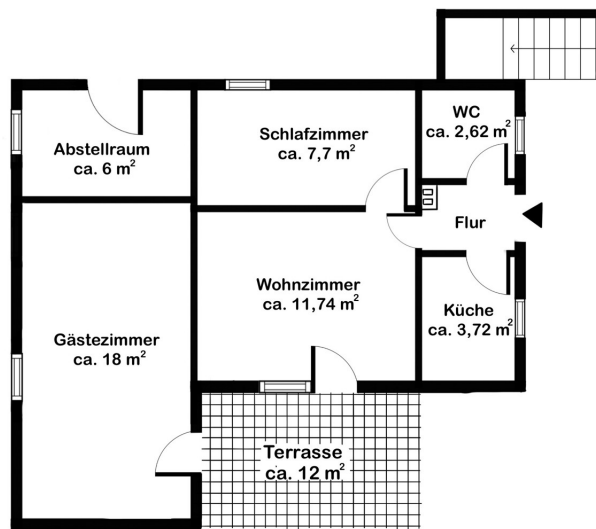 Abstellraum
ca. 6 m²
Schlafzimmer
ca. 7,7 m²
WC
ca. 2,62 m²
Flur
Wohnzimmer
ca. 11,74 m²
Küche
ca. 3,72 m²
Gästezimmer
ca. 18 m²
Terrasse
ca. 12 m²